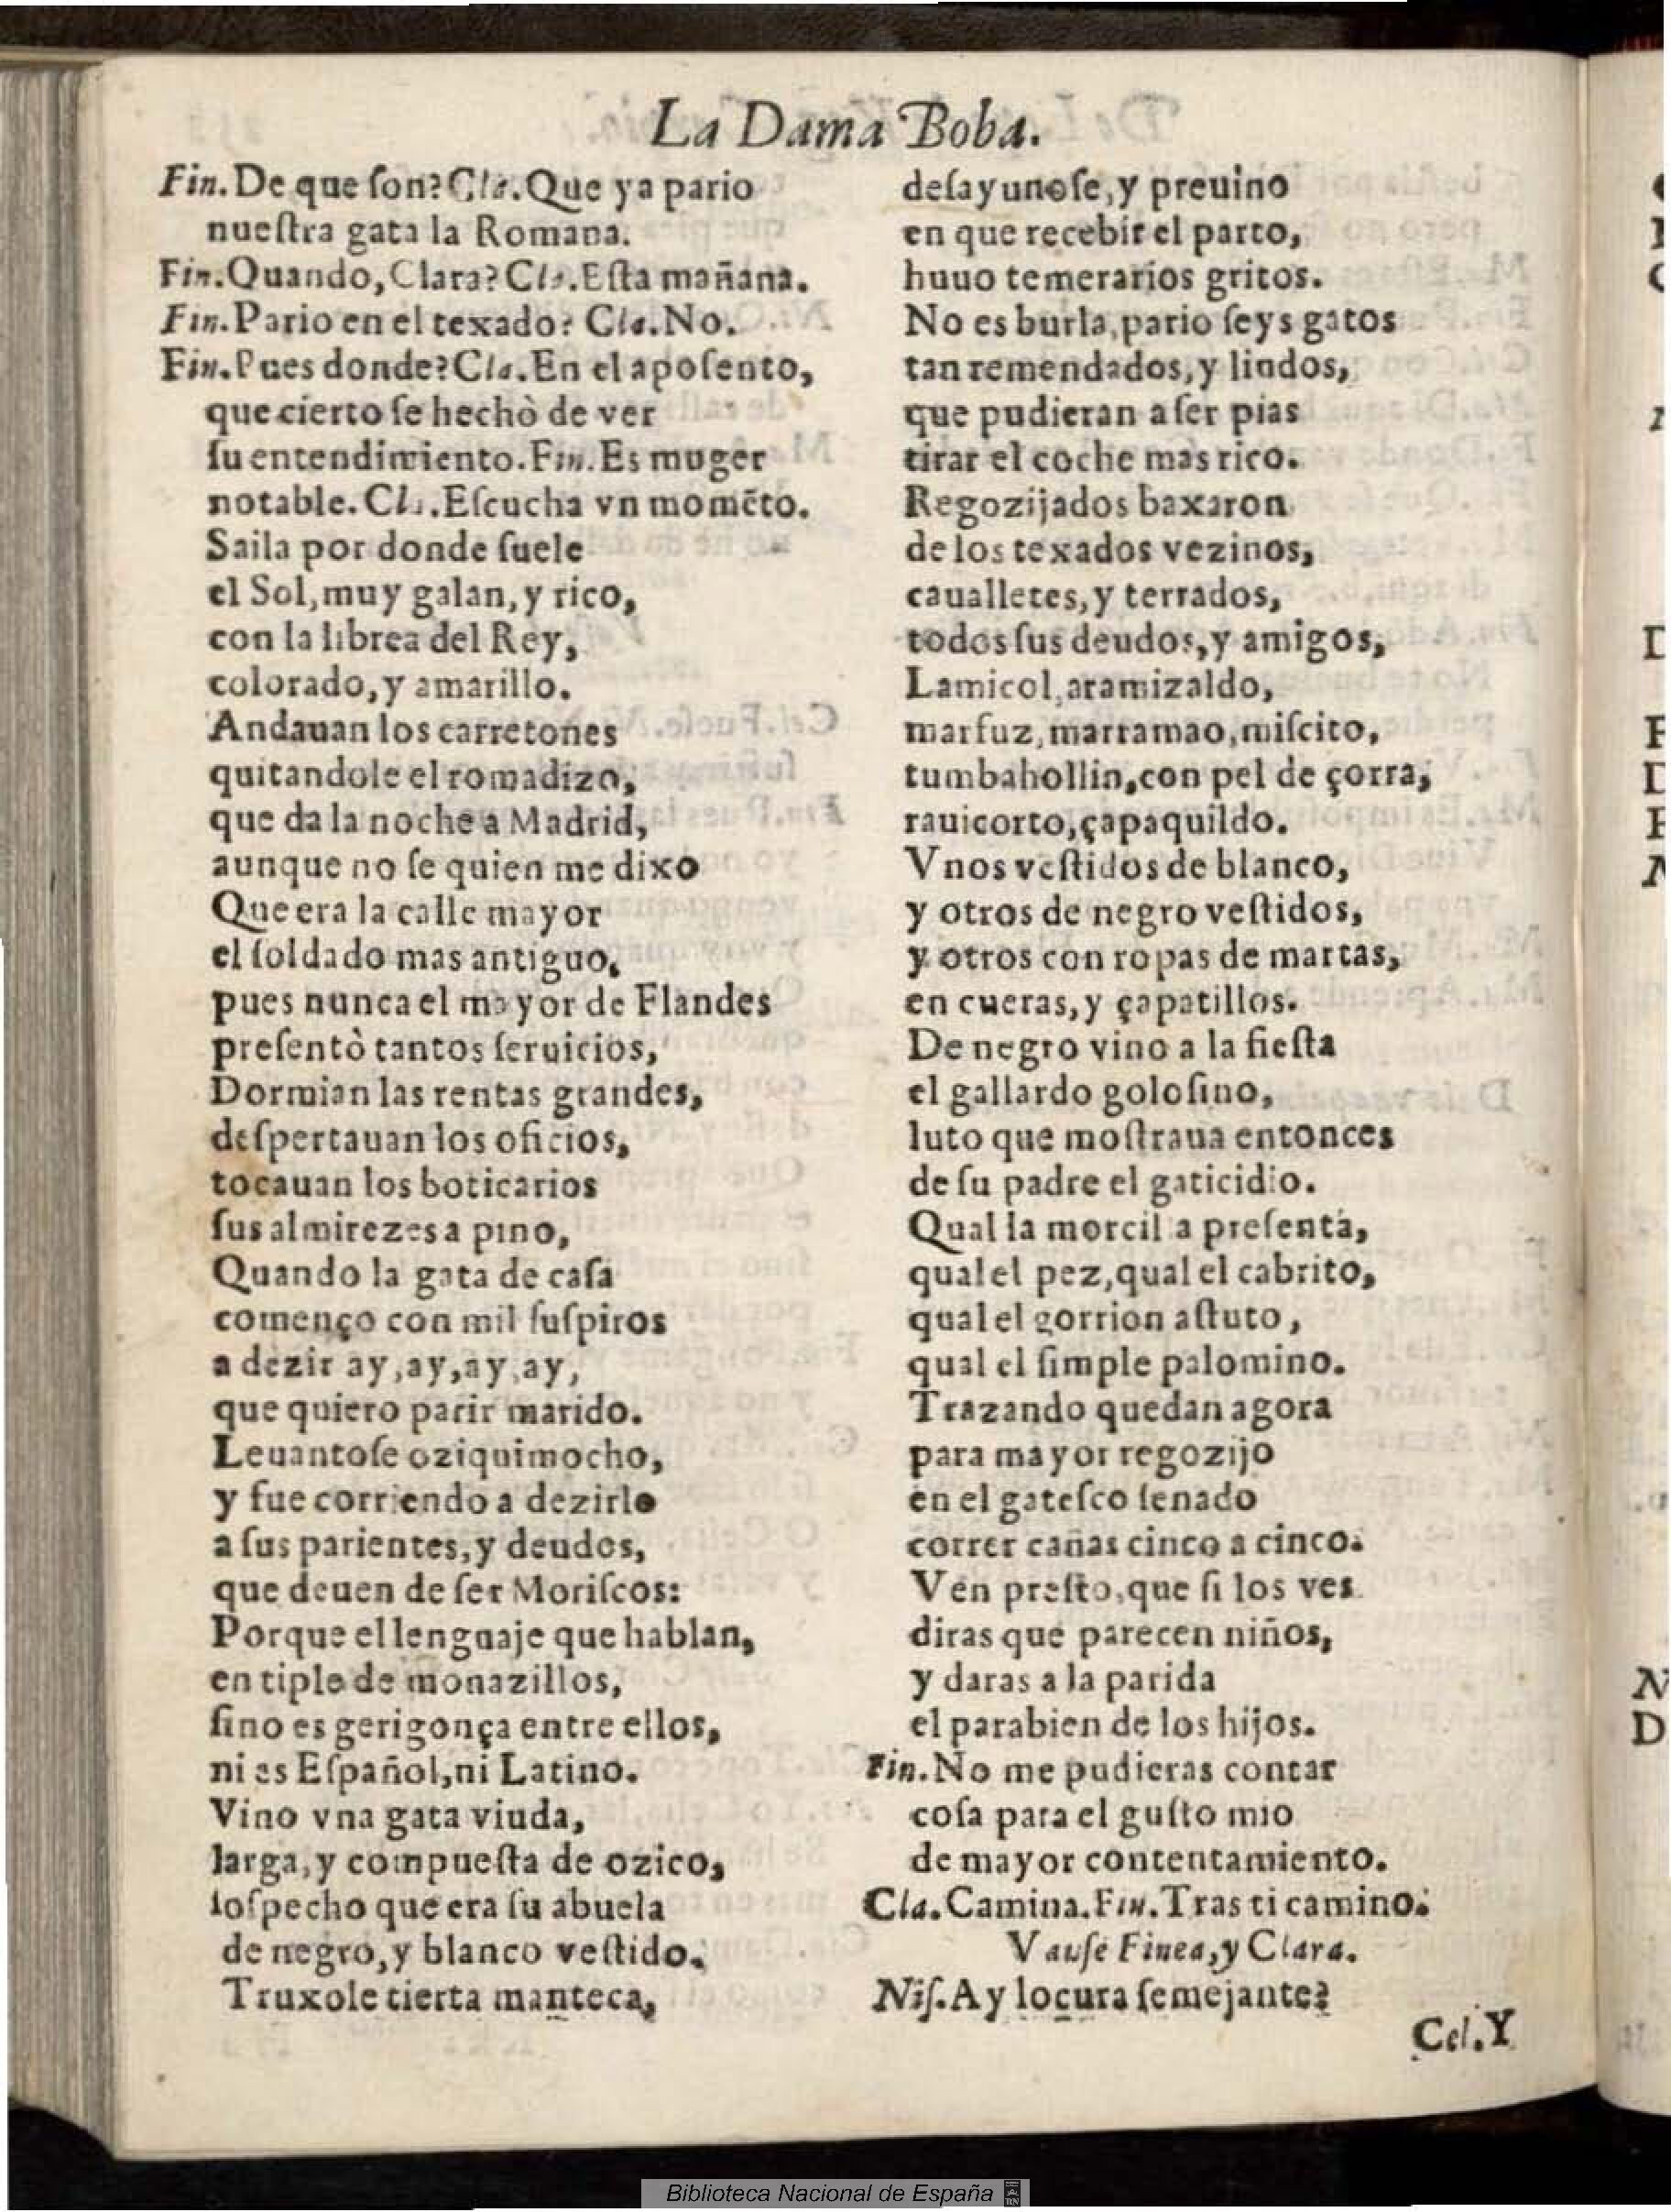 La Dama Boba.
Fin. De que ſon? Cla. Que ya pario
nueſtra gata la Romana.
Fin. Quando, Clara? Cla. Eſta mañana.
Fin. Pario en el texado? Cla. No.
Fin. Pues donde? Cla. En el apoſento,
que cierto ſe hechò de ver
ſu entendimiento. Fin. Es muger
notable. Cla. Eſcucha vn momẽto.
Salia por donde ſuele
el Sol, muy galan, y rico,
con la librea del Rey,
colorado, y amarillo.
Andauan los carretones
quitandole el romadizo,
que da la noche a Madrid,
aunque no ſe quien me dixo
Que era la calle mayor
el ſoldado mas antiguo,
pues nunca el mayor de Flandes
preſentò tantos ſeruicios,
Dormian las rentas grandes,
deſpertauan los oficios,
tocauan los boticarios
ſus almirezes a pino,
Quando la gata de caſa
començo con mil ſuſpiros
a dezir ay, ay, ay, ay,
que quiero parir marido.
Leuantoſe oziquimocho,
y fue corriendo a dezirlo
a ſus parientes, y deudos,
que deuen de ſer Moriſcos:
Porque el lenguaje que hablan,
en tiple de monazillos,
ſino es gerigonça entre ellos,
ni es Eſpañol, ni Latino.
Vino vna gata viuda,
larga, y compueſta de ozico,
ſoſpecho que era ſu abuela
de negro, y blanco veſtido.
Truxole cierta manteca,
deſayunoſe, y preuino
en que recebir el parto,
huuo temerarios gritos.
No es burla, pario ſeys gatos
tan remendados, y lindos,
que pudieran a ſer pias
tirar el coche mas rico.
Regozijados baxaron
de los texados vezinos,
caualletes, y terrados,
todos ſus deudos, y amigos,
Lamicol, aramizaldo,
marfuz, marramao, miſcito,
tumbahollin, con pel de çorra,
rauicorto, çapaquildo.
Vnos veſtidos de blanco,
y otros de negro veſtidos,
y otros con ropas de martas,
en cueras, y çapatillos.
De negro vino a la fieſta
el gallardo goloſino,
luto que moſtraua entonces
de ſu padre el gaticidio.
Qual la morcilla preſenta,
qual el pez, qual el cabrito,
qual el gorrion aſtuto,
qual el ſimple palomino.
Trazando quedan agora
para mayor regozijo
en el gateſco ſenado
correr cañas cinco a cinco.
Ven preſto, que ſi los ves
diras que parecen niños,
y daras a la parida
el parabien de los hijos.
Fin. No me pudieras contar
coſa para el guſto mio
de mayor contentamiento.
Cla. Camina. Fin. Tras ti camino.
Vauſe Finea, y Clara.
Niſ. Ay locura ſemejante?
Cel. Y
Biblioteca Nacional de España